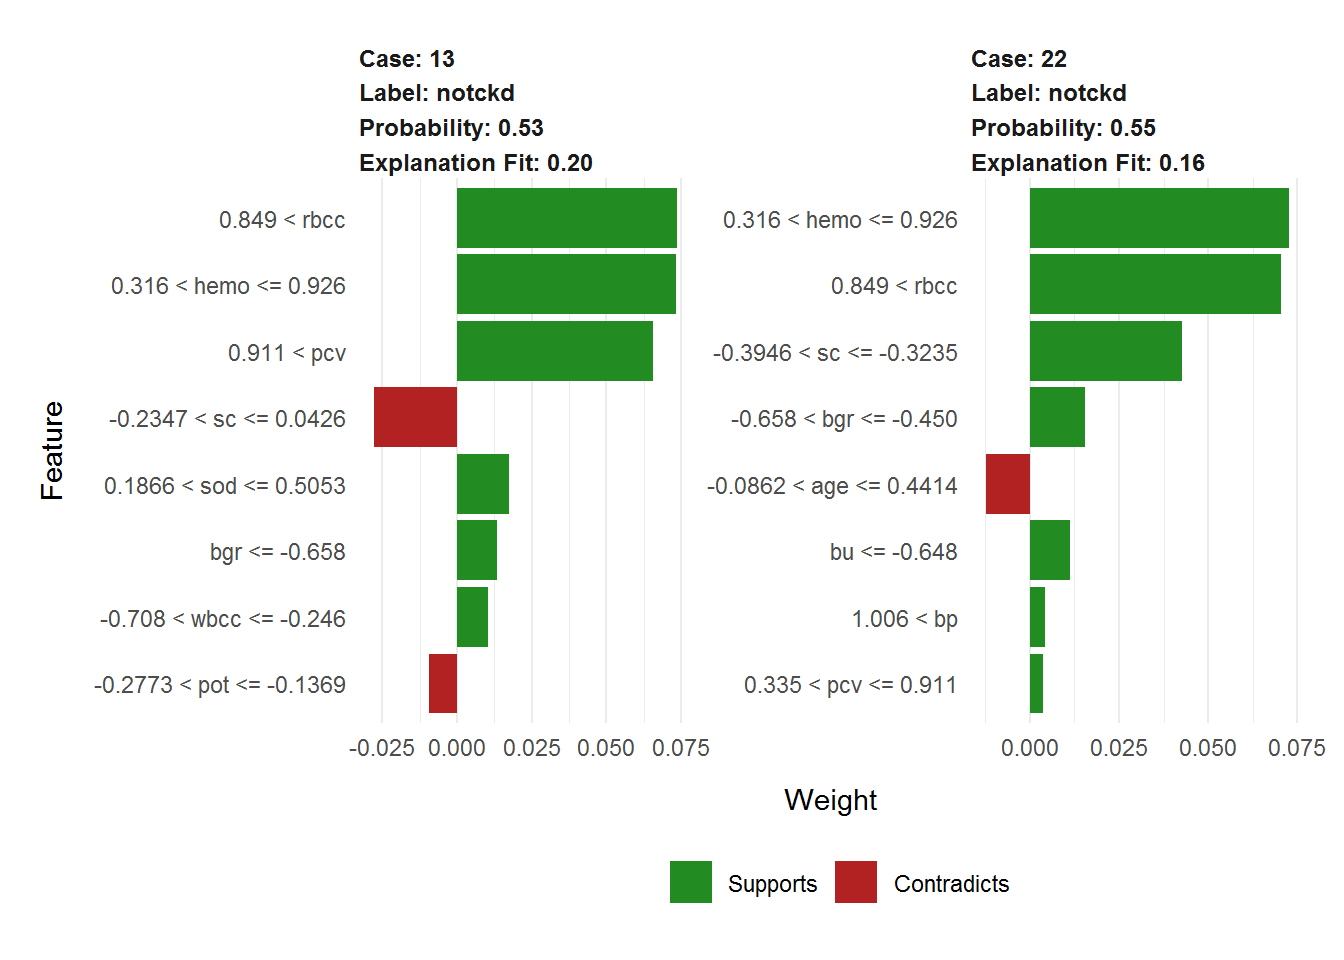 Case: 13
Label: notckd
Probability: 0.53
Explanation Fit: 0.20
0.849 < rbcc
0.316 < hemo <= 0.926
0.911 < pcv
-0.2347 < sc <= 0.0426
0.1866 < sod <= 0.5053
bgr <= -0.658
-0.708 < wbcc <= -0.246
-0.2773 < pot <= -0.1369
-0.025 0.000 0.025 0.050 0.075
Case: 22
Label: notckd
Probability: 0.55
Explanation Fit: 0.16
0.316 < hemo <= 0.926
0.849 < rbcc
-0.3946 < sc <= -0.3235
-0.658 < bgr <= -0.450
-0.0862 < age <= 0.4414
bu <= -0.648
1.006 < bp
0.335 < pcv <= 0.911
0.000 0.025 0.050 0.075
Feature
Weight
Supports Contradicts